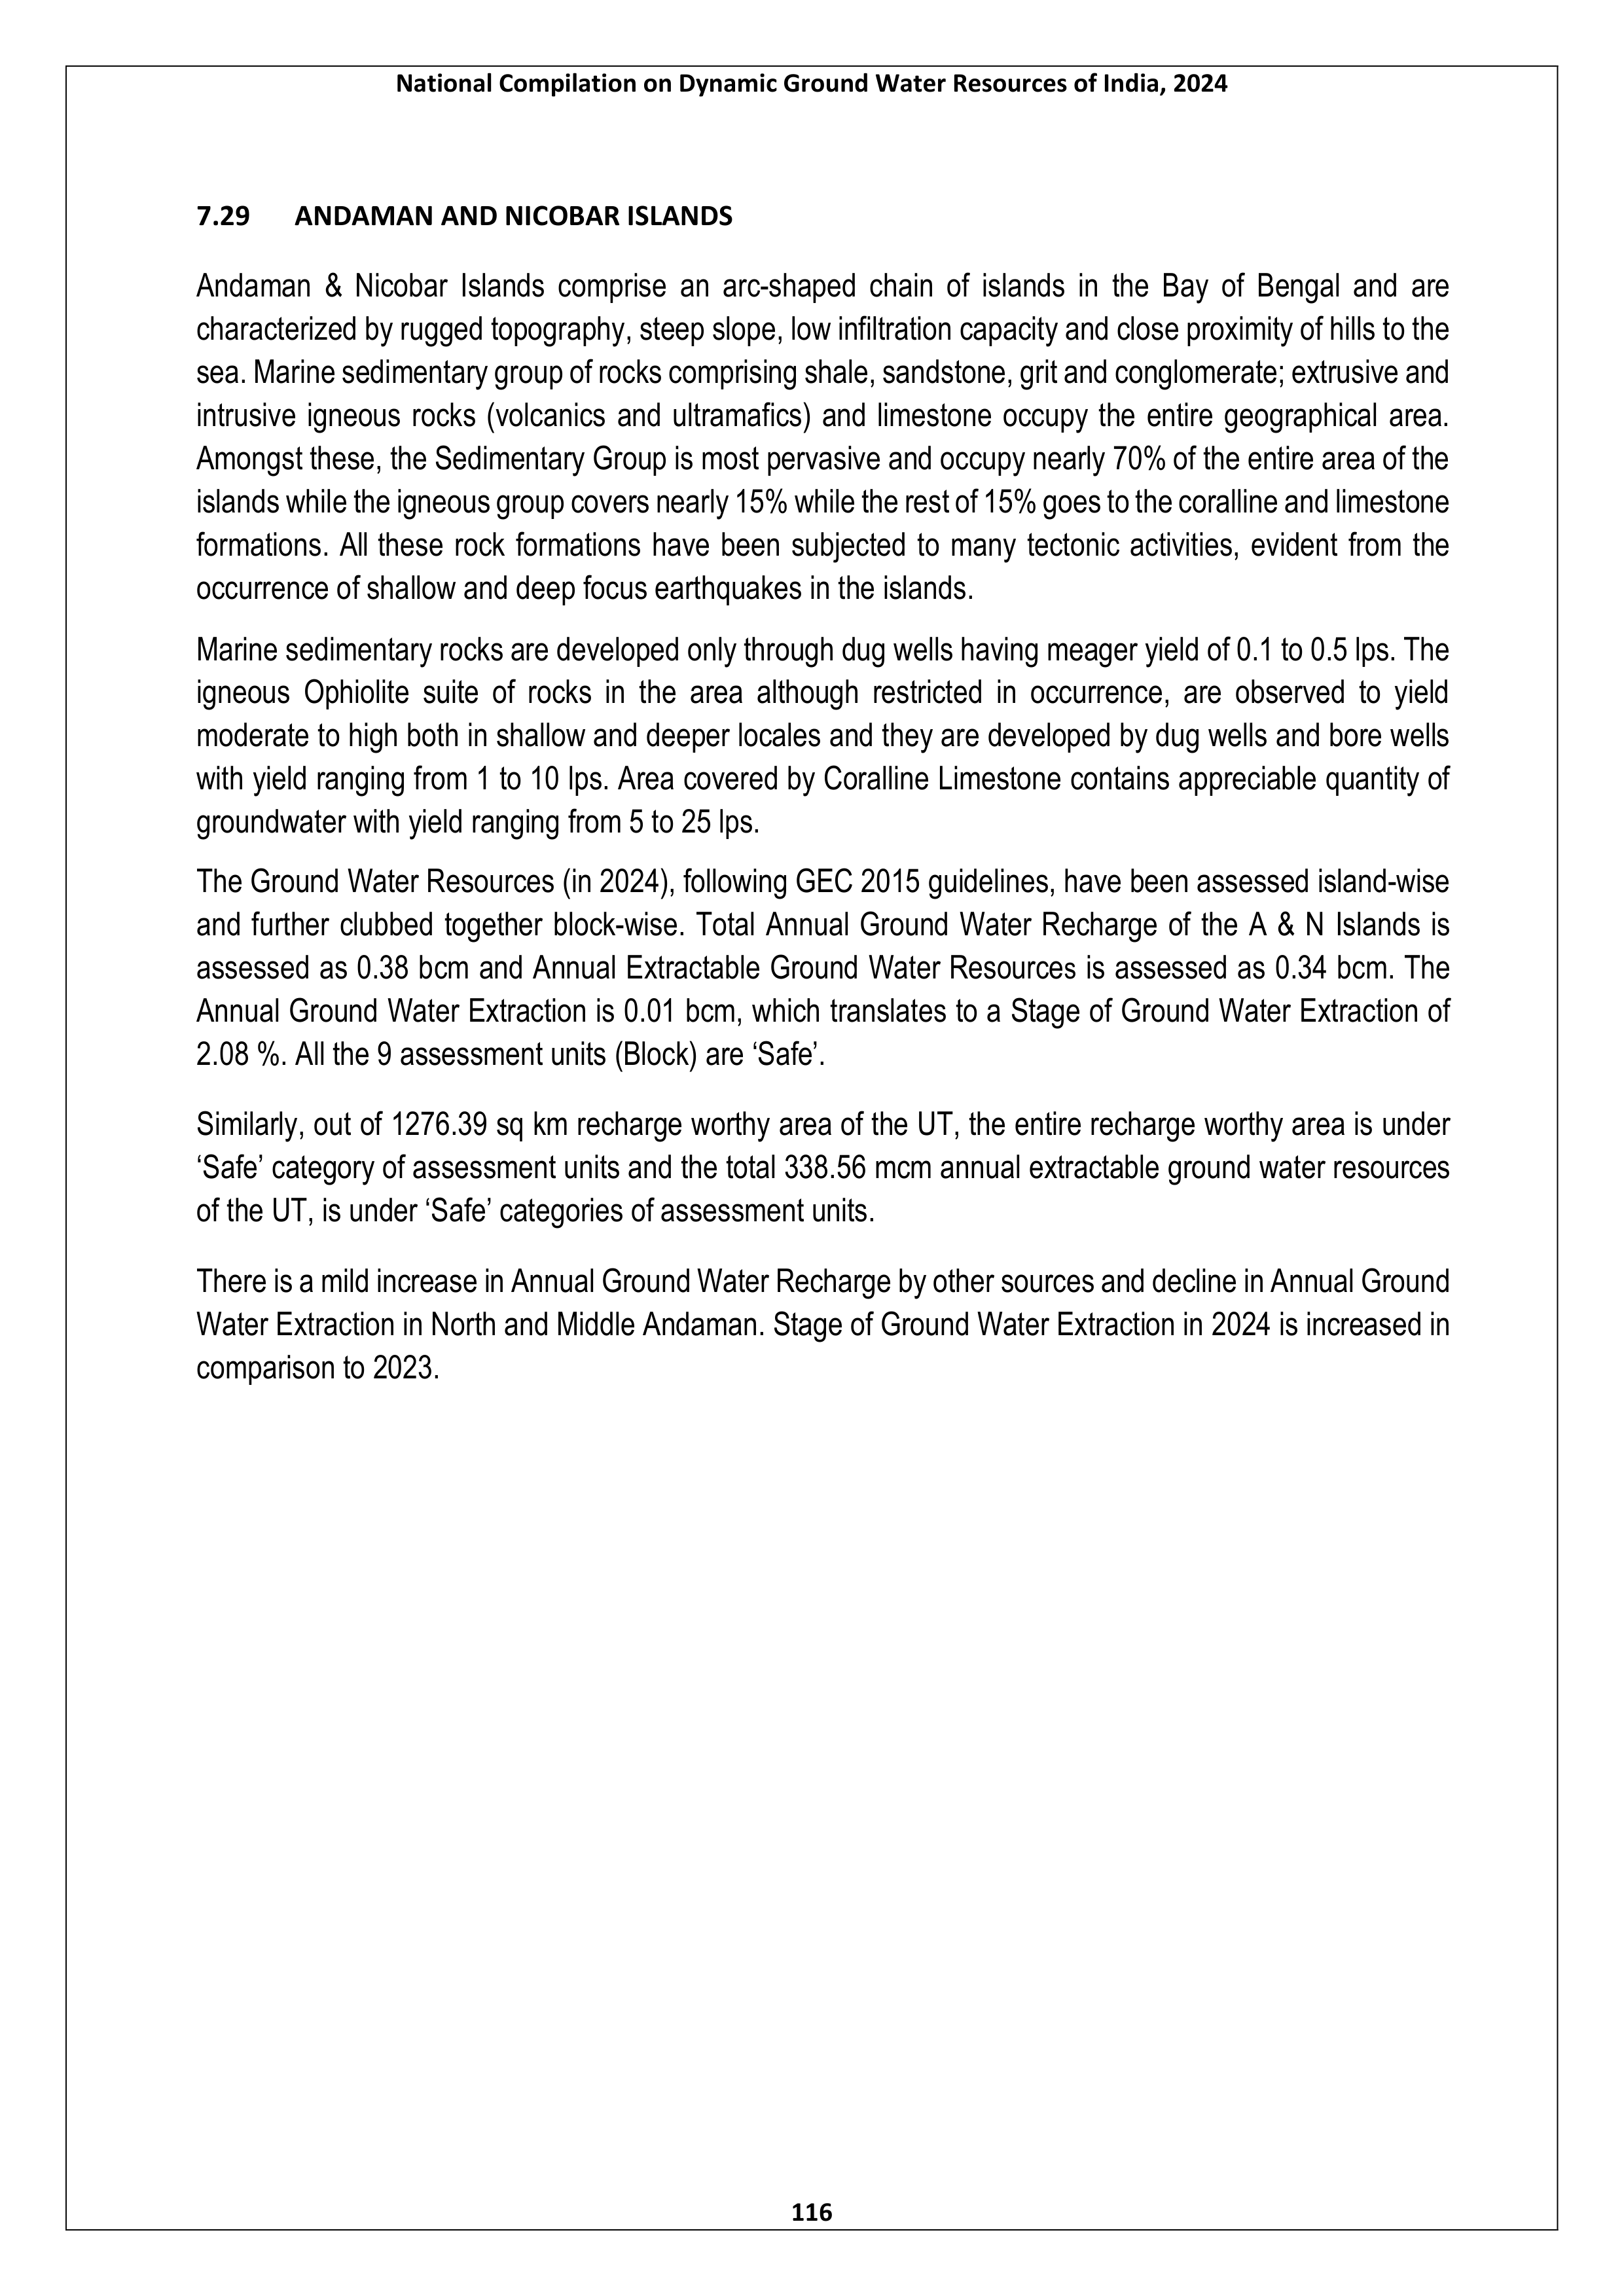 National Compilation on Dynamic Ground Water Resources of India, 2024
7.29 ANDAMAN AND NICOBAR ISLANDS
Andaman & Nicobar Islands comprise an arc-shaped chain of islands in the Bay of Bengal and are
characterized by rugged topography, steep slope, low infiltration capacity and close proximity of hills to the
sea. Marine sedimentary group of rocks comprising shale, sandstone, grit and conglomerate; extrusive and
intrusive igneous rocks (volcanics and ultramafics) and limestone occupy the entire geographical area.
Amongst these, the Sedimentary Group is most pervasive and occupy nearly 70% of the entire area of the
islands while the igneous group covers nearly 15% while the rest of 15% goes to the coralline and limestone
formations. All these rock formations have been subjected to many tectonic activities, evident from the
occurrence of shallow and deep focus earthquakes in the islands.
Marine sedimentary rocks are developed only through dug wells having meager yield of 0.1 to 0.5 lps. The
igneous Ophiolite suite of rocks in the area although restricted in occurrence, are observed to yield
moderate to high both in shallow and deeper locales and they are developed by dug wells and bore wells
with yield ranging from 1 to 10 lps. Area covered by Coralline Limestone contains appreciable quantity of
groundwater with yield ranging from 5 to 25 lps.
The Ground Water Resources (in 2024), following GEC 2015 guidelines, have been assessed island-wise
and further clubbed together block-wise. Total Annual Ground Water Recharge of the A & N Islands is
assessed as 0.38 bcm and Annual Extractable Ground Water Resources is assessed as 0.34 bcm. The
Annual Ground Water Extraction is 0.01 bcm, which translates to a Stage of Ground Water Extraction of
2.08 %. All the 9 assessment units (Block) are ‘Safe’.
Similarly, out of 1276.39 sq km recharge worthy area of the UT, the entire recharge worthy area is under
‘Safe’ category of assessment units and the total 338.56 mcm annual extractable ground water resources
of the UT, is under ‘Safe’ categories of assessment units.
There is a mild increase in Annual Ground Water Recharge by other sources and decline in Annual Ground
Water Extraction in North and Middle Andaman. Stage of Ground Water Extraction in 2024 is increased in
comparison to 2023.
116